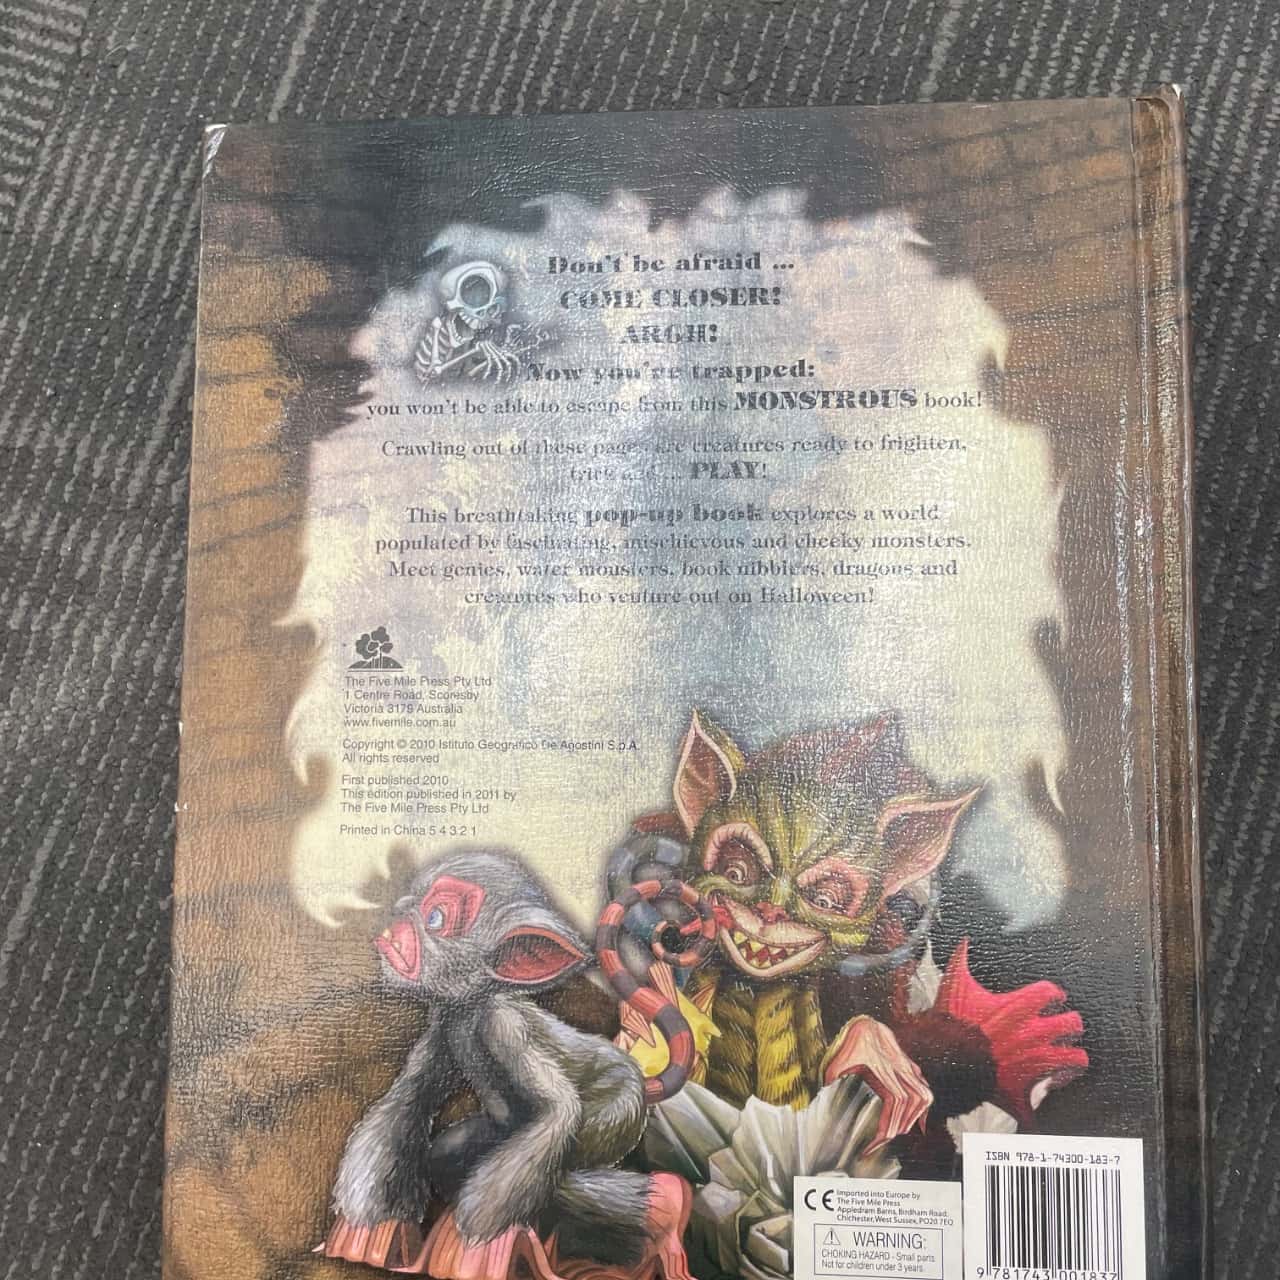 Don't be afraid ...
COME CLOSER!
ARGH!
Now you're trapped:
you won't be able to escape from this MONSTROUS book!
Crawling out of these pages are creatures ready to frighten,
trick and ... PLAY!
This breathtaking pop-up book explores a world
populated by fascinating, mischievous and cheeky monsters.
Meet genies, water monsters, book nibblers, dragons and
creatures who venture out on Halloween!
The Five Mile Press Pty Ltd
1 Centre Road, Scoresby
Victoria 3179 Australia
www.fivemile.com.au
Copyright © 2010 Istituto Geografico De Agostini S.p.A.
All rights reserved
First published 2010
This edition published in 2011 by
The Five Mile Press Pty Ltd
Printed in China 5 4 3 2 1
CE Imported into Europe by
The Five Mile Press
Appledram Barns, Birdham Road,
Chichester, West Sussex, PO20 7EQ
⚠ WARNING:
CHOKING HAZARD - Small parts
Not for children under 3 years.
ISBN 978-1-74300-183-7
9 781743 001837